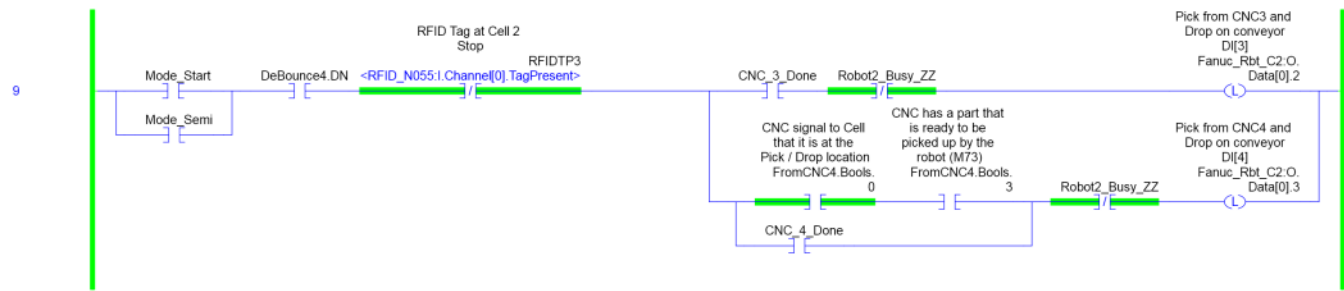 Pick from CNC3 and
Drop on conveyor
DI[3]
Fanuc_Rbt_C2:O.
Data[0].2
RFID Tag at Cell 2
Stop
RFIDTP3
<RFID_N055:I.Channel[0].TagPresent>
Mode_Start
DeBounce4.DN
CNC_3_Done
Robot2_Busy_ZZ
9
L
Mode_Semi
CNC signal to Cell
that it is at the
Pick / Drop location
FromCNC4.Bools.
0
CNC has a part that
is ready to be
picked up by the
robot (M73)
FromCNC4.Bools.
3
Robot2_Busy_ZZ
Pick from CNC4 and
Drop on conveyor
DI[4]
Fanuc_Rbt_C2:O.
Data[0].3
L
CNC_4_Done